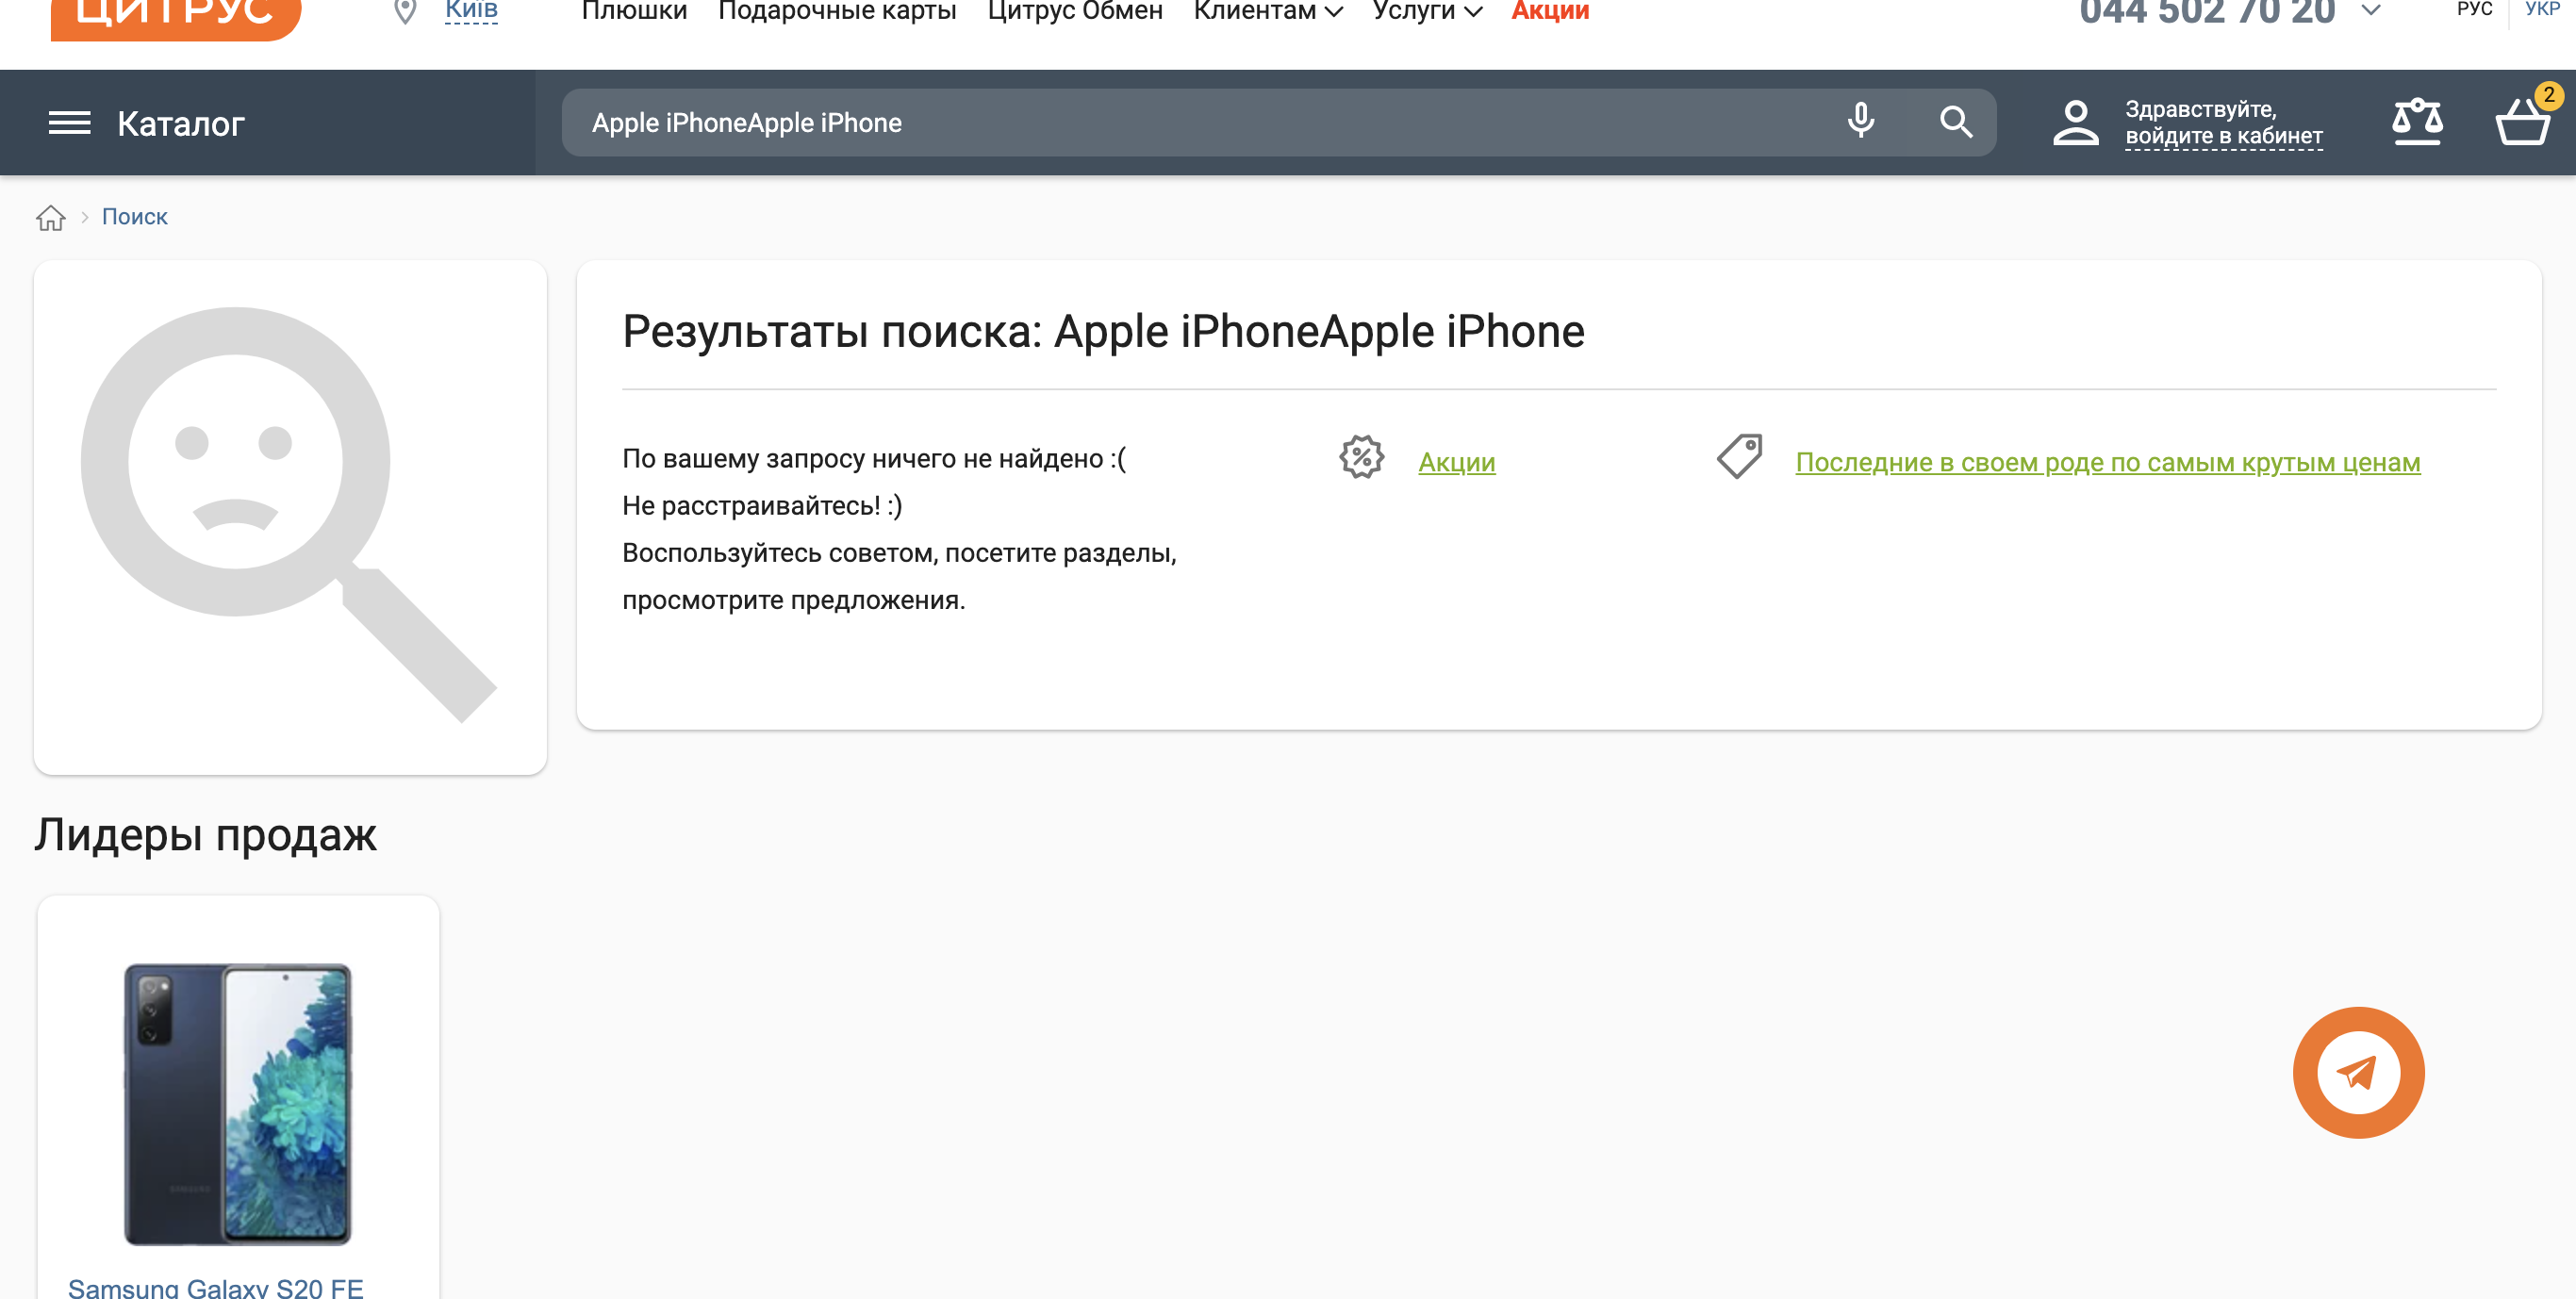 ЦИТРУС
Київ
Плюшки Подарочные карты Цитрус Обмен Клиентам Услуги Акции
044 502 70 20
РУС УКР
Каталог
Apple iPhoneApple iPhone
Здравствуйте,
войдите в кабинет
2
Поиск
Результаты поиска: Apple iPhoneApple iPhone
По вашему запросу ничего не найдено :(
Не расстраивайтесь! :)
Воспользуйтесь советом, посетите разделы,
просмотрите предложения.
Акции
Последние в своем роде по самым крутым ценам
Лидеры продаж
SAMSUNG
Samsung Galaxy S20 FE